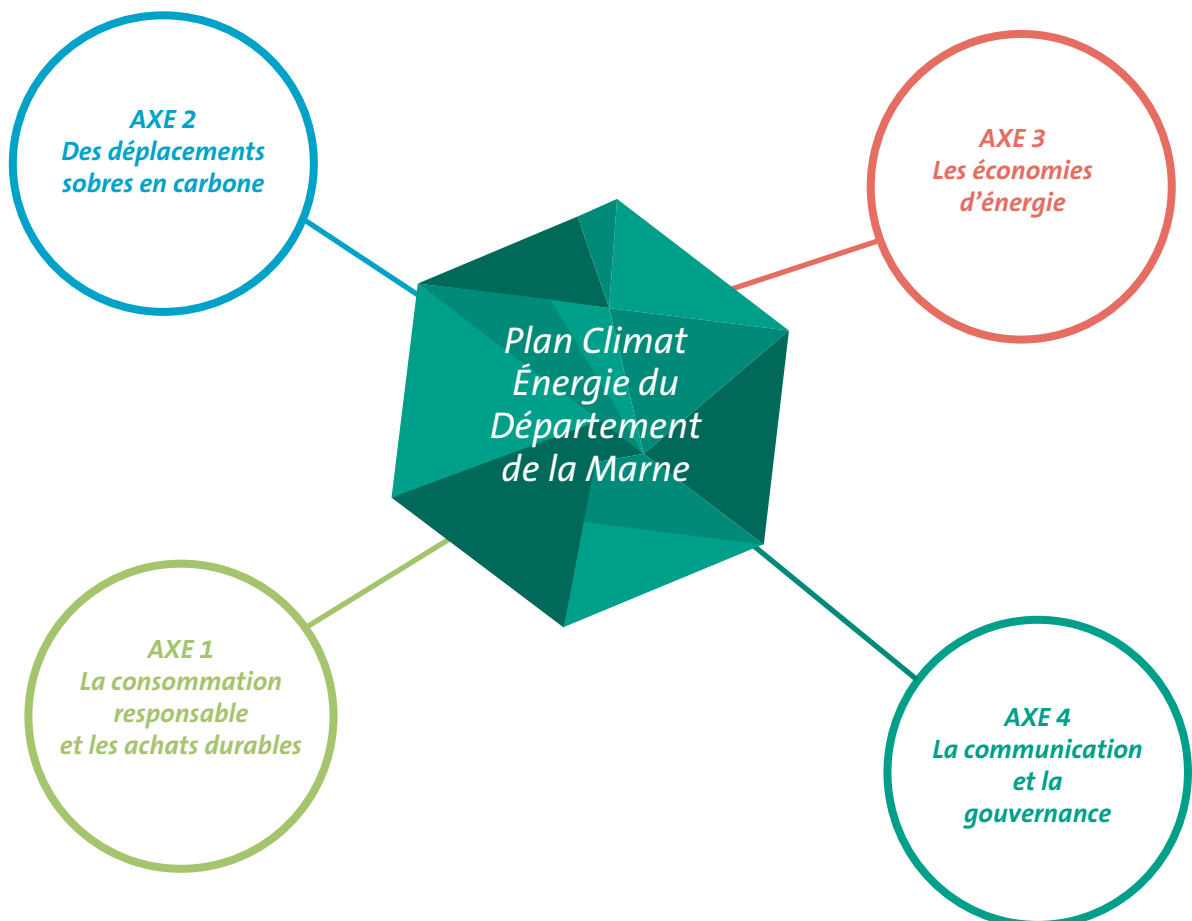 AXE 2
Des déplacements
sobres en carbone
AXE 3
Les économies
d’énergie
Plan Climat
Énergie du
Département
de la Marne
AXE 1
La consommation
responsable
et les achats durables
AXE 4
La communication
et la
gouvernance